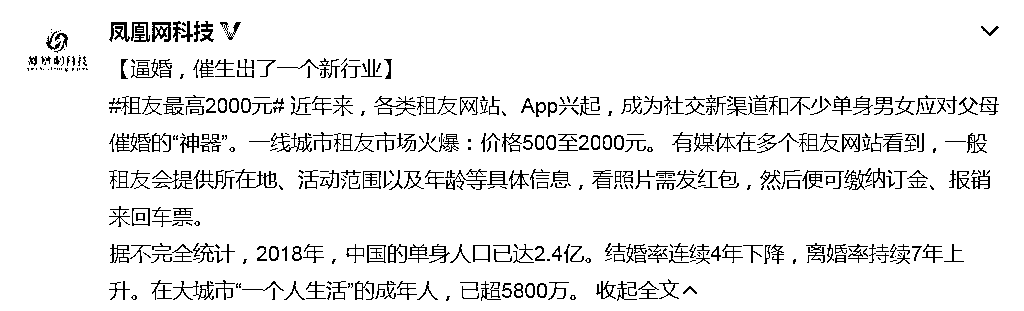 凤凰网科技
凤凰网科技
【逼婚，催生出了一个新行业】
#租友最高2000元# 近年来，各类租友网站、App兴起，成为社交新渠道和不少单身男女应对父母
催婚的“神器”。一线城市租友市场火爆：价格500至2000元。 有媒体在多个租友网站看到，一般
租友会提供所在地、活动范围以及年龄等具体信息，看照片需发红包，然后便可缴纳订金、报销
来回车票。
据不完全统计，2018年，中国的单身人口已达2.4亿。结婚率连续4年下降，离婚率持续7年上
升。在大城市“一个人生活”的成年人，已超5800万。 收起全文